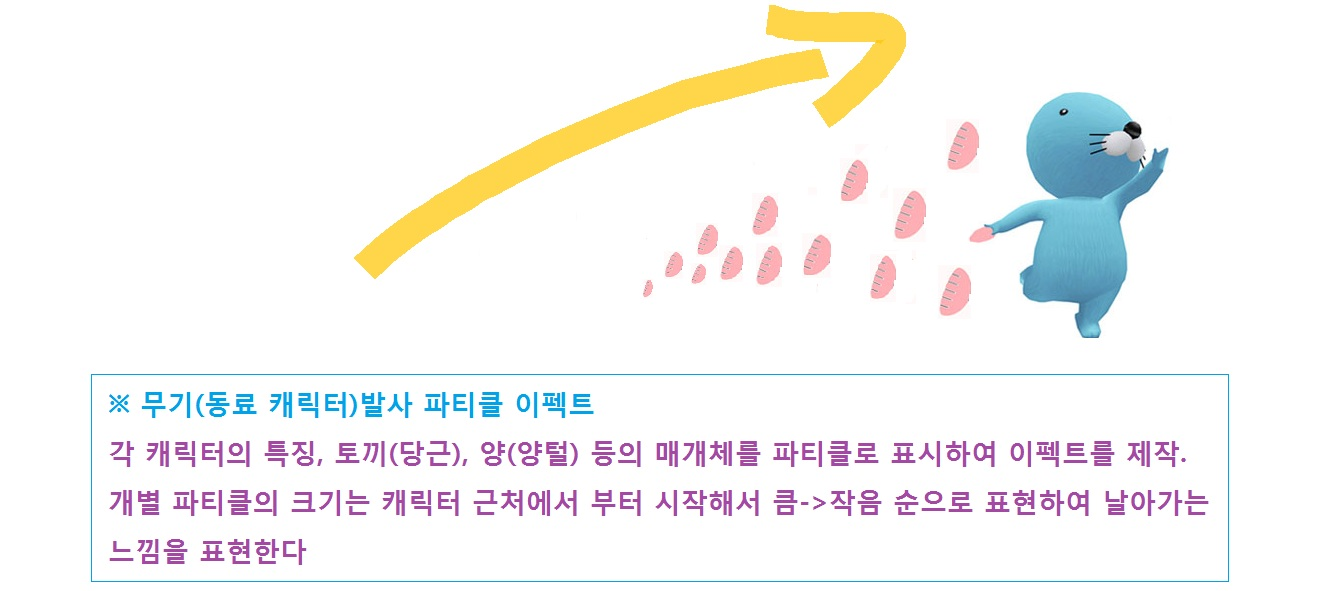 ※ 무기(동료 캐릭터)발사 파티클 이펙트
각 캐릭터의 특징, 토끼(당근), 양(양털) 등의 매개체를 파티클로 표시하여 이펙트를 제작.
개별 파티클의 크기는 캐릭터 근처에서 부터 시작해서 큼->작음 순으로 표현하여 날아가는
느낌을 표현한다